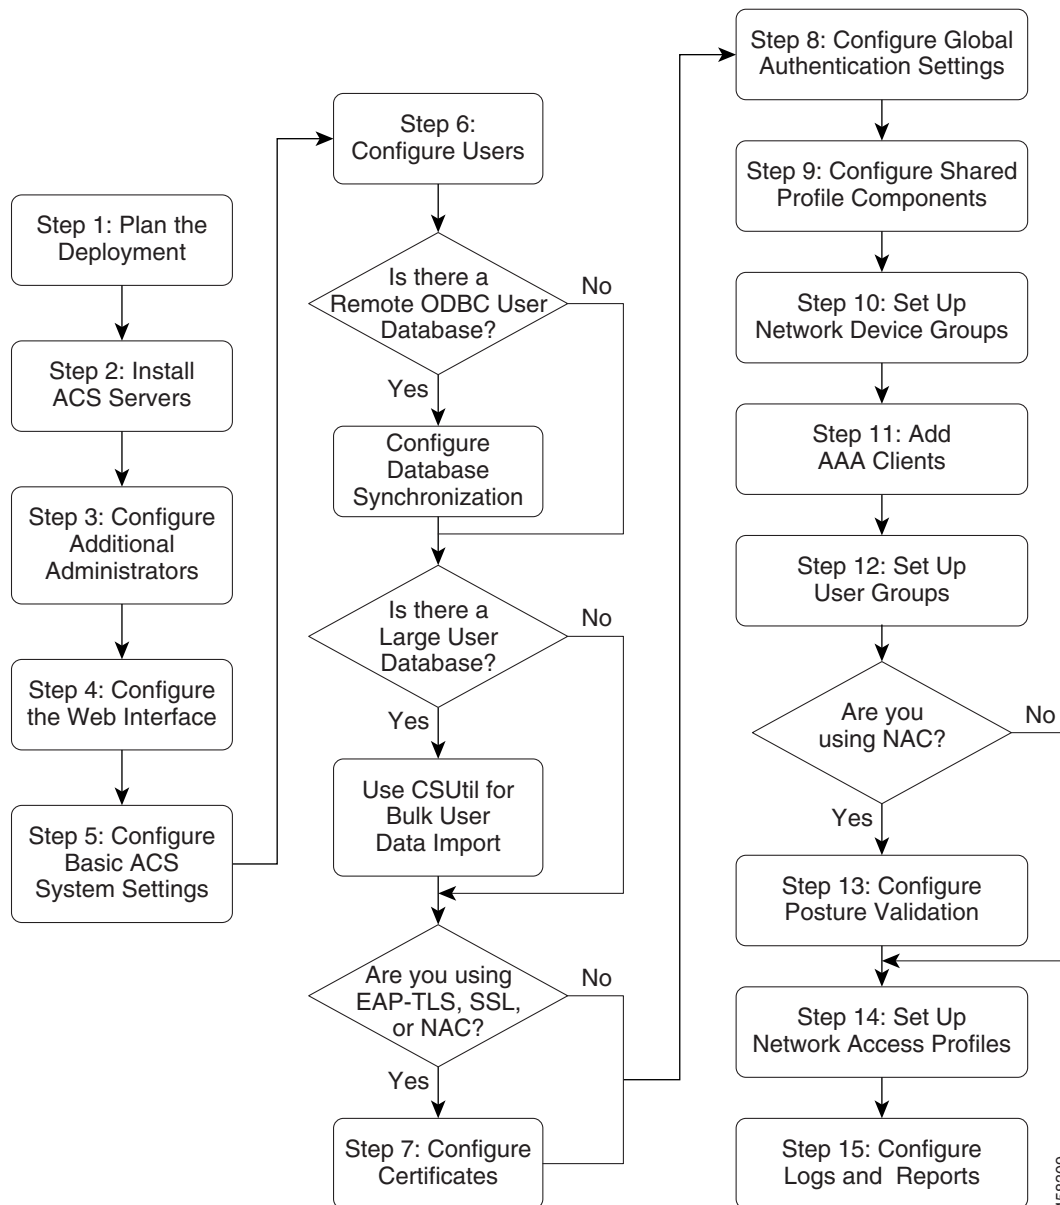 Step 1: Plan the
Deployment
Step 2: Install
ACS Servers
Step 3: Configure
Additional
Administrators
Step 4: Configure
the Web Interface
Step 5: Configure
Basic ACS
System Settings
Step 6:
Configure Users
Is there a
Remote ODBC User
Database?
No
Yes
Configure
Database
Synchronization
Is there a
Large User
Database?
No
Yes
Use CSUtil for
Bulk User
Data Import
Are you using
EAP-TLS, SSL,
or NAC?
No
Yes
Step 7: Configure
Certificates
Step 8: Configure Global
Authentication Settings
Step 9: Configure Shared
Profile Components
Step 10: Set Up
Network Device Groups
Step 11: Add
AAA Clients
Step 12: Set Up
User Groups
Are you
using NAC?
No
Yes
Step 13: Configure
Posture Validation
Step 14: Set Up
Network Access Profiles
Step 15: Configure
Logs and Reports